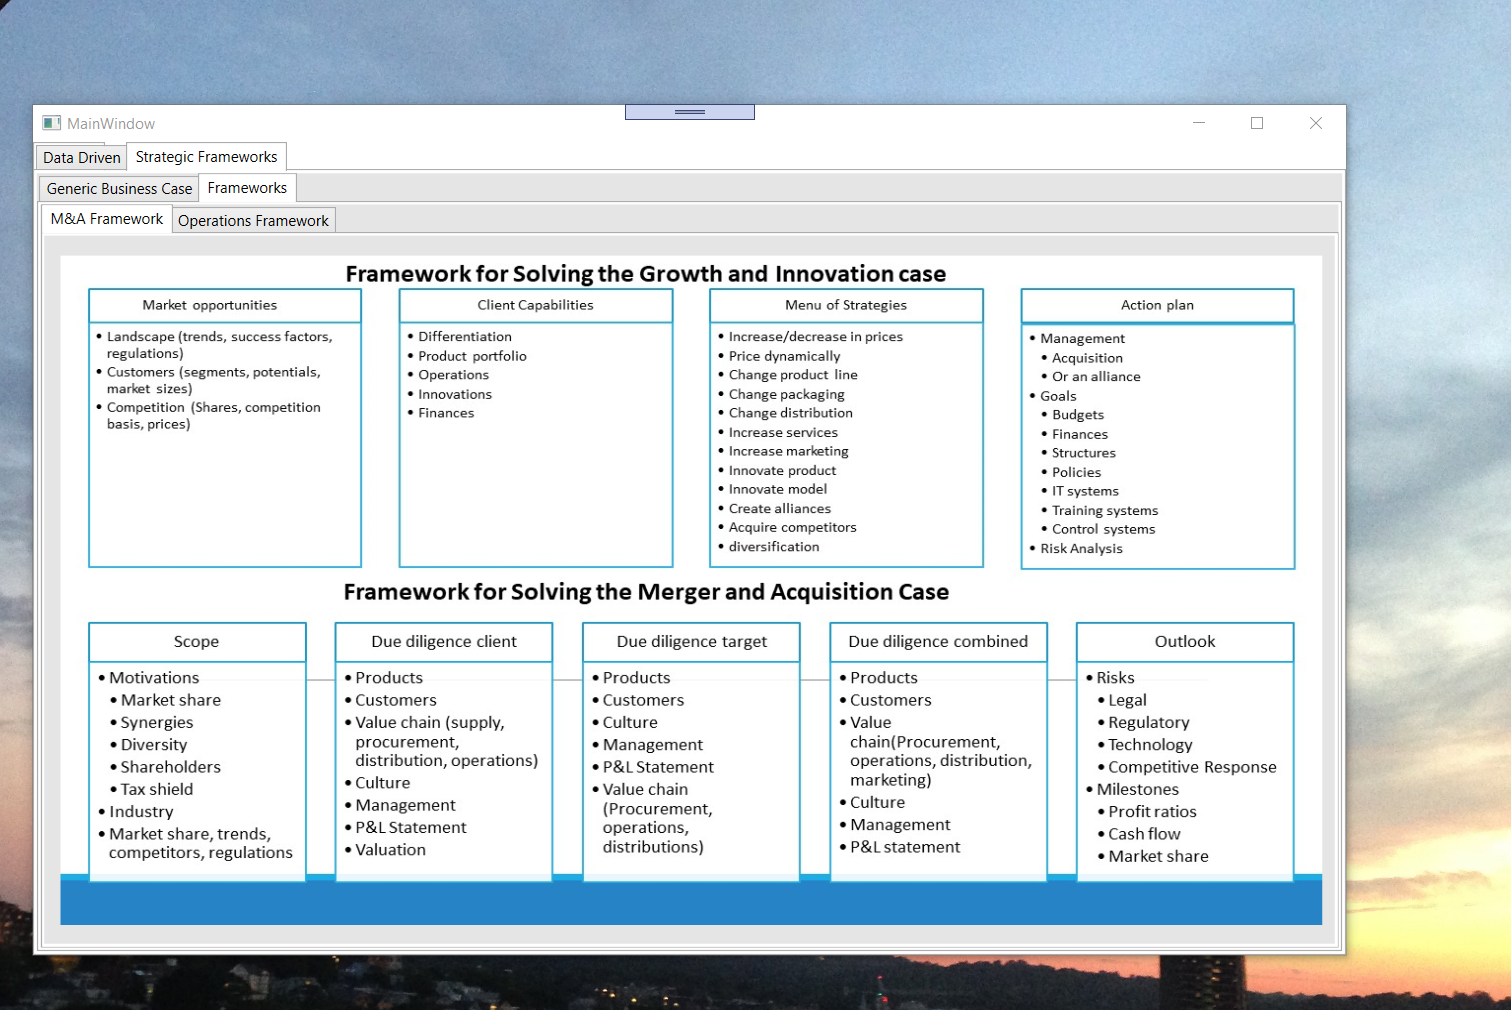 MainWindow
Data Driven
Strategic Frameworks
Generic Business Case
Frameworks
M&A Framework
Operations Framework
Framework for Solving the Growth and Innovation case
Market opportunities
• Landscape (trends, success factors,
regulations)
• Customers (segments, potentials,
market sizes)
• Competition (Shares, competition
basis, prices)
Client Capabilities
• Differentiation
• Product portfolio
• Operations
• Innovations
• Finances
Menu of Strategies
• Increase/decrease in prices
• Price dynamically
• Change product line
• Change packaging
• Change distribution
• Increase services
• Increase marketing
• Innovate product
• Innovate model
• Create alliances
• Acquire competitors
• diversification
Action plan
• Management
• Acquisition
• Or an alliance
• Goals
• Budgets
• Finances
• Structures
• Policies
• IT systems
• Training systems
• Control systems
• Risk Analysis
Framework for Solving the Merger and Acquisition Case
Scope
• Motivations
• Market share
• Synergies
• Diversity
• Shareholders
• Tax shield
• Industry
• Market share, trends,
competitors, regulations
Due diligence client
• Products
• Customers
• Value chain (supply,
procurement,
distribution, operations)
• Culture
• Management
• P&L Statement
• Valuation
Due diligence target
• Products
• Customers
• Culture
• Management
• P&L Statement
• Value chain
(Procurement,
operations,
distributions)
Due diligence combined
• Products
• Customers
• Value
chain(Procurement,
operations, distribution,
marketing)
• Culture
• Management
• P&L statement
Outlook
• Risks
• Legal
• Regulatory
• Technology
• Competitive Response
• Milestones
• Profit ratios
• Cash flow
• Market share